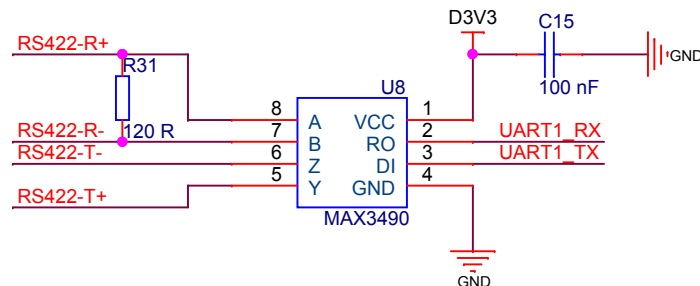 D3V3
C15
RS422-R+
R31
GND
100 nF
U8
8
A
VCC
1
120 R
RS422-R-
7
B
RO
2
UART1_RX
RS422-T-
6
Z
DI
3
UART1_TX
5
Y
GND
4
RS422-T+
MAX3490
GND